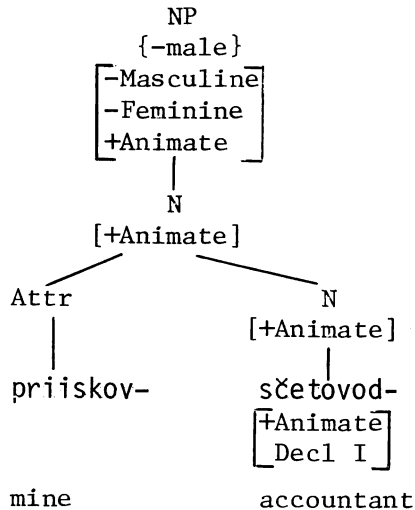 NP
{-male}
-Masculine
-Feminine
+Animate
N
[+Animate]
Attr N
[+Animate]
priiskov- sčetovod-
+Animate
Decl I
mine accountant